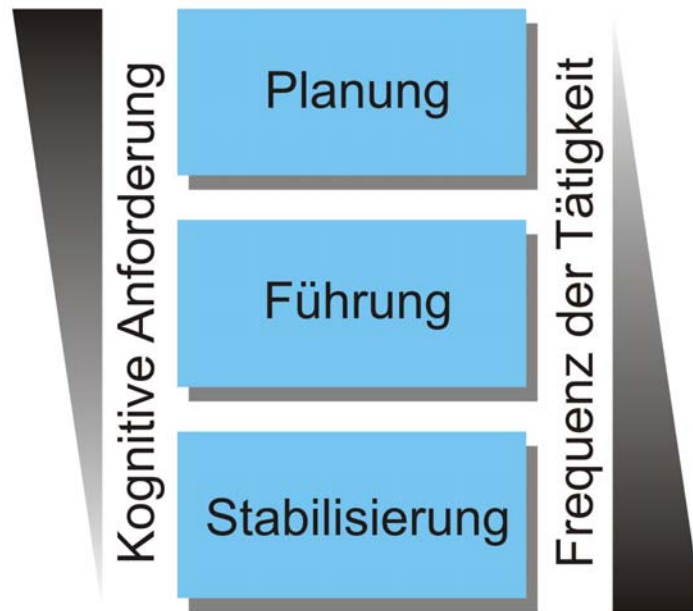 Kognitive Anforderung
Planung
Führung
Stabilisierung
Frequenz der Tätigkeit